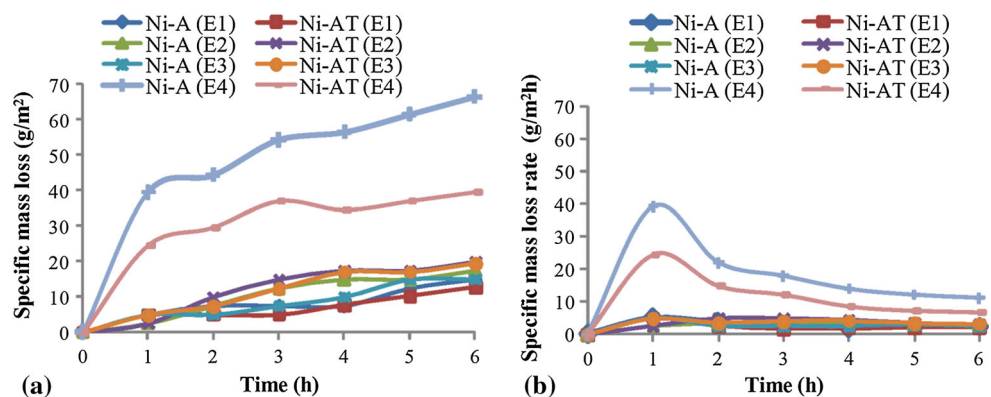 Ni-A (E1) Ni-AT (E1)
Ni-A (E2) Ni-AT (E2)
Ni-A (E3) Ni-AT (E3)
Ni-A (E4) Ni-AT (E4)
Specific mass loss (g/m²)
70
60
50
40
30
20
10
0
0 1 2 3 4 5 6
Time (h)
(a)
Ni-A (E1) Ni-AT (E1)
Ni-A (E2) Ni-AT (E2)
Ni-A (E3) Ni-AT (E3)
Ni-A (E4) Ni-AT (E4)
Specific mass loss rate (g/m²h)
70
60
50
40
30
20
10
0
0 1 2 3 4 5 6
Time (h)
(b)